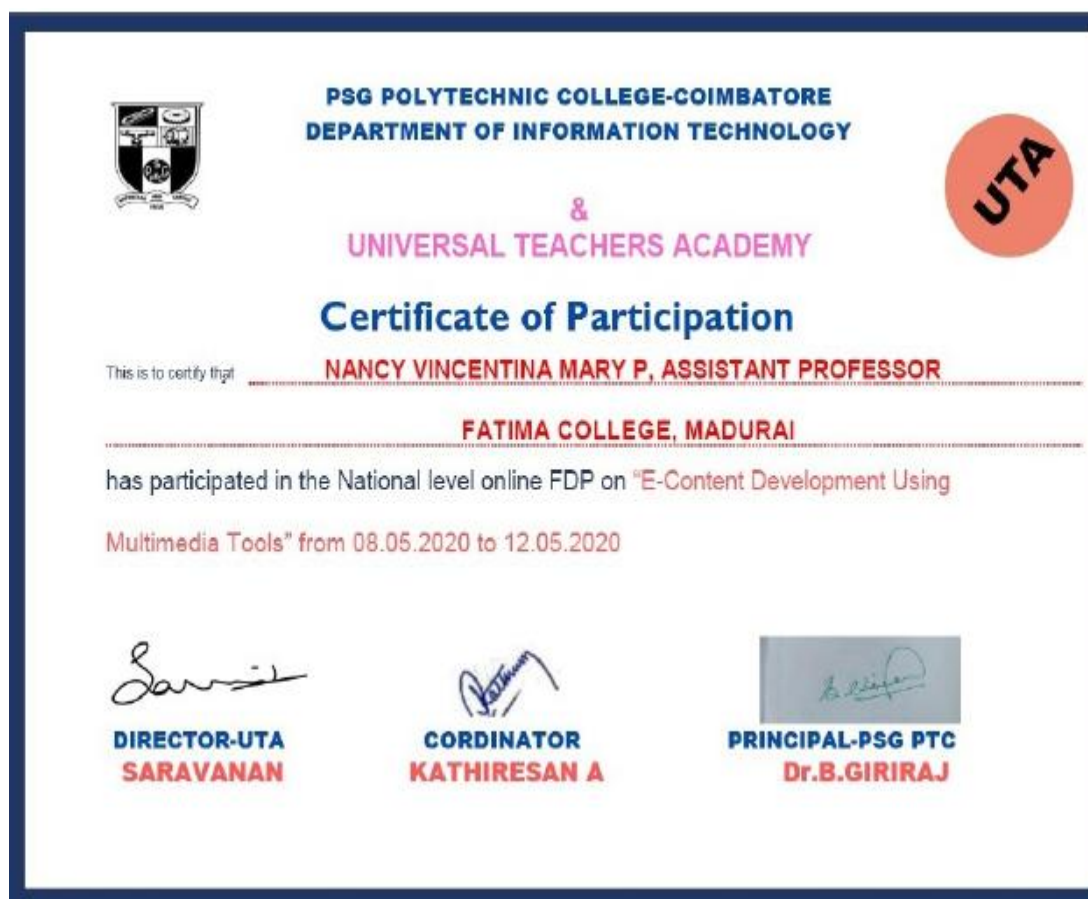 PSG POLYTECHNIC COLLEGE-COIMBATORE
DEPARTMENT OF INFORMATION TECHNOLOGY
UTA
&
UNIVERSAL TEACHERS ACADEMY
Certificate of Participation
This is to certify that NANCY VINCENTINA MARY P, ASSISTANT PROFESSOR
FATIMA COLLEGE, MADURAI
has participated in the National level online FDP on "E-Content Development Using
Multimedia Tools" from 08.05.2020 to 12.05.2020
DIRECTOR-UTA CORDINATOR PRINCIPAL-PSG PTC
SARAVANAN KATHIRESAN A Dr.B.GIRIRAJ